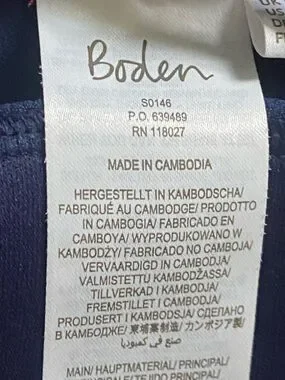 Boden
S0146
P.O. 639489
RN 118027
MADE IN CAMBODIA
HERGESTELLT IN KAMBODSCHA/
FABRIQUÉ AU CAMBODGE/ PRODOTTO
IN CAMBOGIA/ FABRICADO EN
CAMBOYA/ WYPRODUKOWANO W
KAMBODŻY/ FABRICADO NO CAMBOJA/
VERVAARDIGD IN CAMBODJA/
VALMISTETTU KAMBODŽASSA/
TILLVERKAD I KAMBODJA/
FREMSTILLET I CAMBODJA/
PRODUSERT I KAMBODSJA/ СДЕЛАНО
В КАМБОДЖЕ/ 柬埔寨制造/ カンボジア製/
صنع في كمبوديا
MAIN/ HAUPTMATERIAL/ PRINCIPAL/